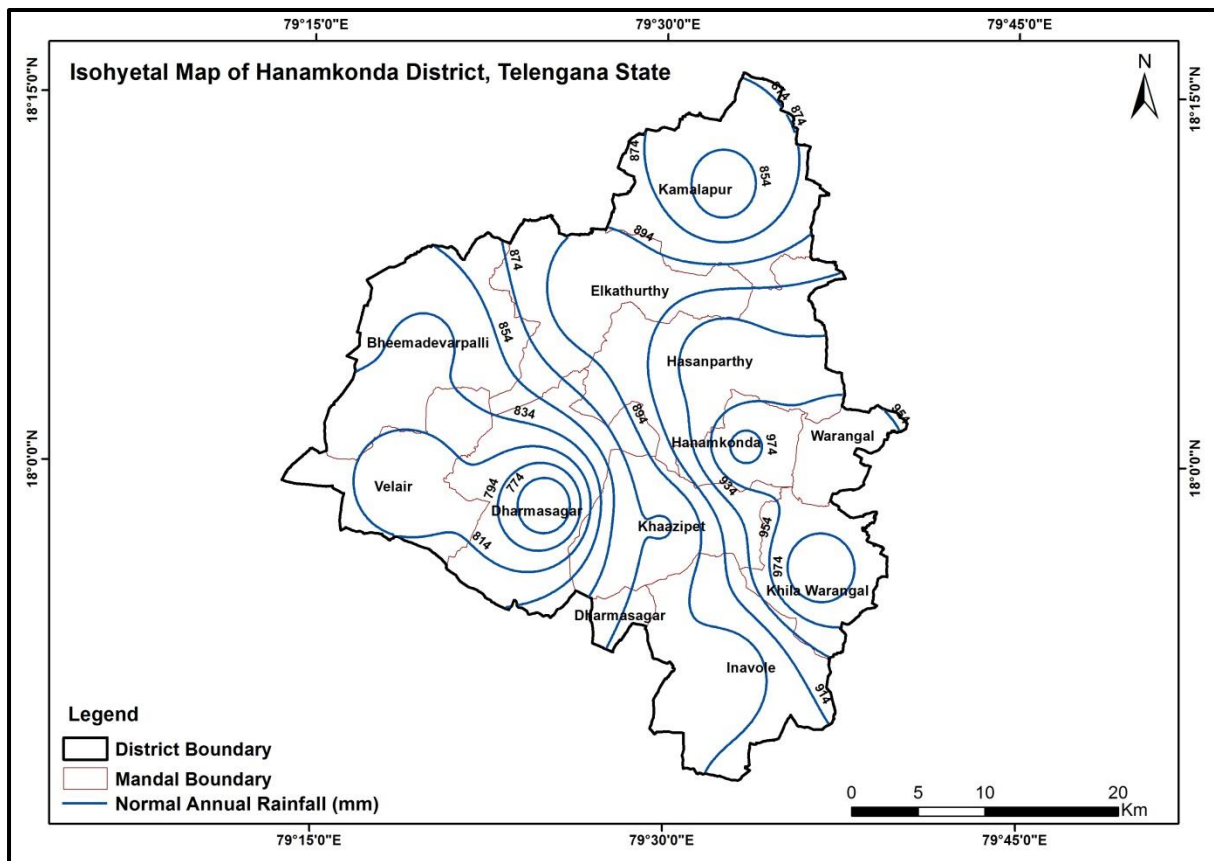 79°15'0"E 79°30'0"E 79°45'0"E
Isohyetal Map of Hanamkonda District, Telengana State
N
18°15'0"N 18°15'0"N
874
874
874
854
Kamalapur
894
874
Elkathurthy
854
Bheemadevarpalli
Hasanparthy
834
894
954
Hanamkonda
974
Warangal
18°0'0"N 18°0'0"N
794
774
934
Velair
Dharmasagar
Khaazipet
954
814
974
Khila Warangal
Dharmasagar
Inavole
914
Legend
District Boundary
Mandal Boundary
Normal Annual Rainfall (mm)
0 5 10 20
Km
79°15'0"E 79°30'0"E 79°45'0"E